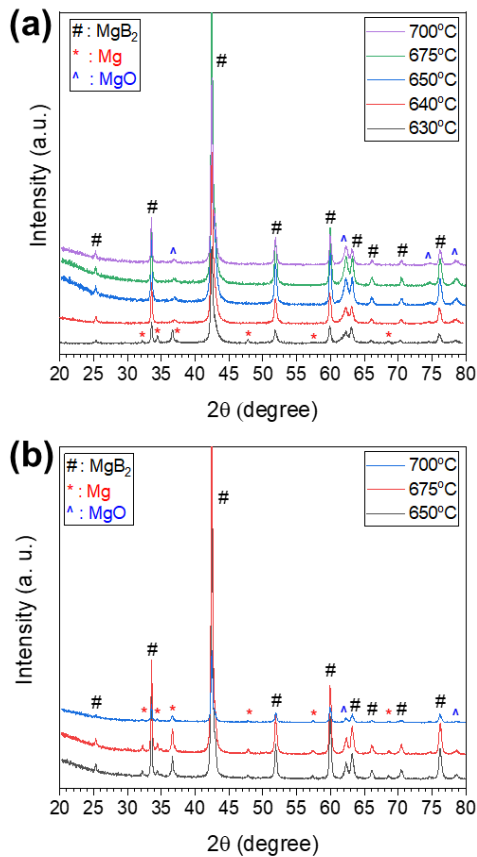 (a)
# : MgB2
* : Mg
^ : MgO
700°C
675°C
650°C
640°C
630°C
#
#
#
^
#
#
^
#
#
#
#
^
^
*
*
*
*
*
*
Intensity (a.u.)
20 25 30 35 40 45 50 55 60 65 70 75 80
2θ (degree)
(b)
# : MgB2
* : Mg
^ : MgO
700°C
675°C
650°C
#
#
#
*
*
*
*
#
*
#
^
#
#
*
#
#
^
Intensity (a. u.)
20 25 30 35 40 45 50 55 60 65 70 75 80
2θ (degree)